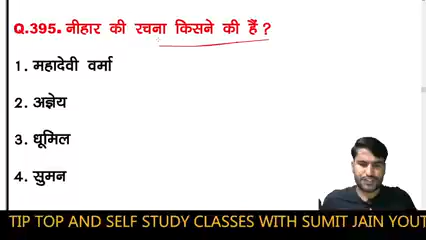 Q.395. नीहार की रचना किसने की हैं ?
1. महादेवी वर्मा
2. अज्ञेय
3. धूमिल
4. सुमन
TIP TOP AND SELF STUDY CLASSES WITH SUMIT JAIN YOUT